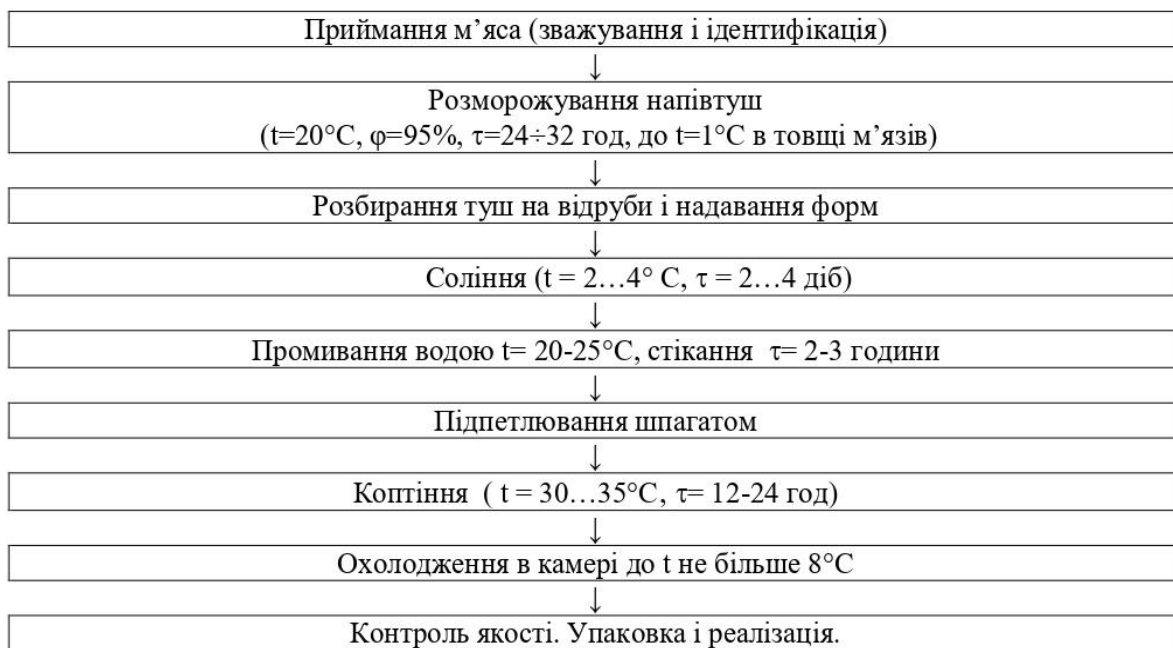 Приймання м’яса (зважування і ідентифікація)
↓
Розморожування напівтуш
(t=20°С, φ=95%, τ=24÷32 год, до t=1°С в товщі м’язів)
↓
Розбирання туш на відруби і надавання форм
↓
Соління (t = 2…4° С, τ = 2…4 діб)
↓
Промивання водою t= 20-25°С, стікання τ= 2-3 години
↓
Підпетлювання шпагатом
↓
Коптіння ( t = 30…35°С, τ= 12-24 год)
↓
Охолодження в камері до t не більше 8°С
↓
Контроль якості. Упаковка і реалізація.